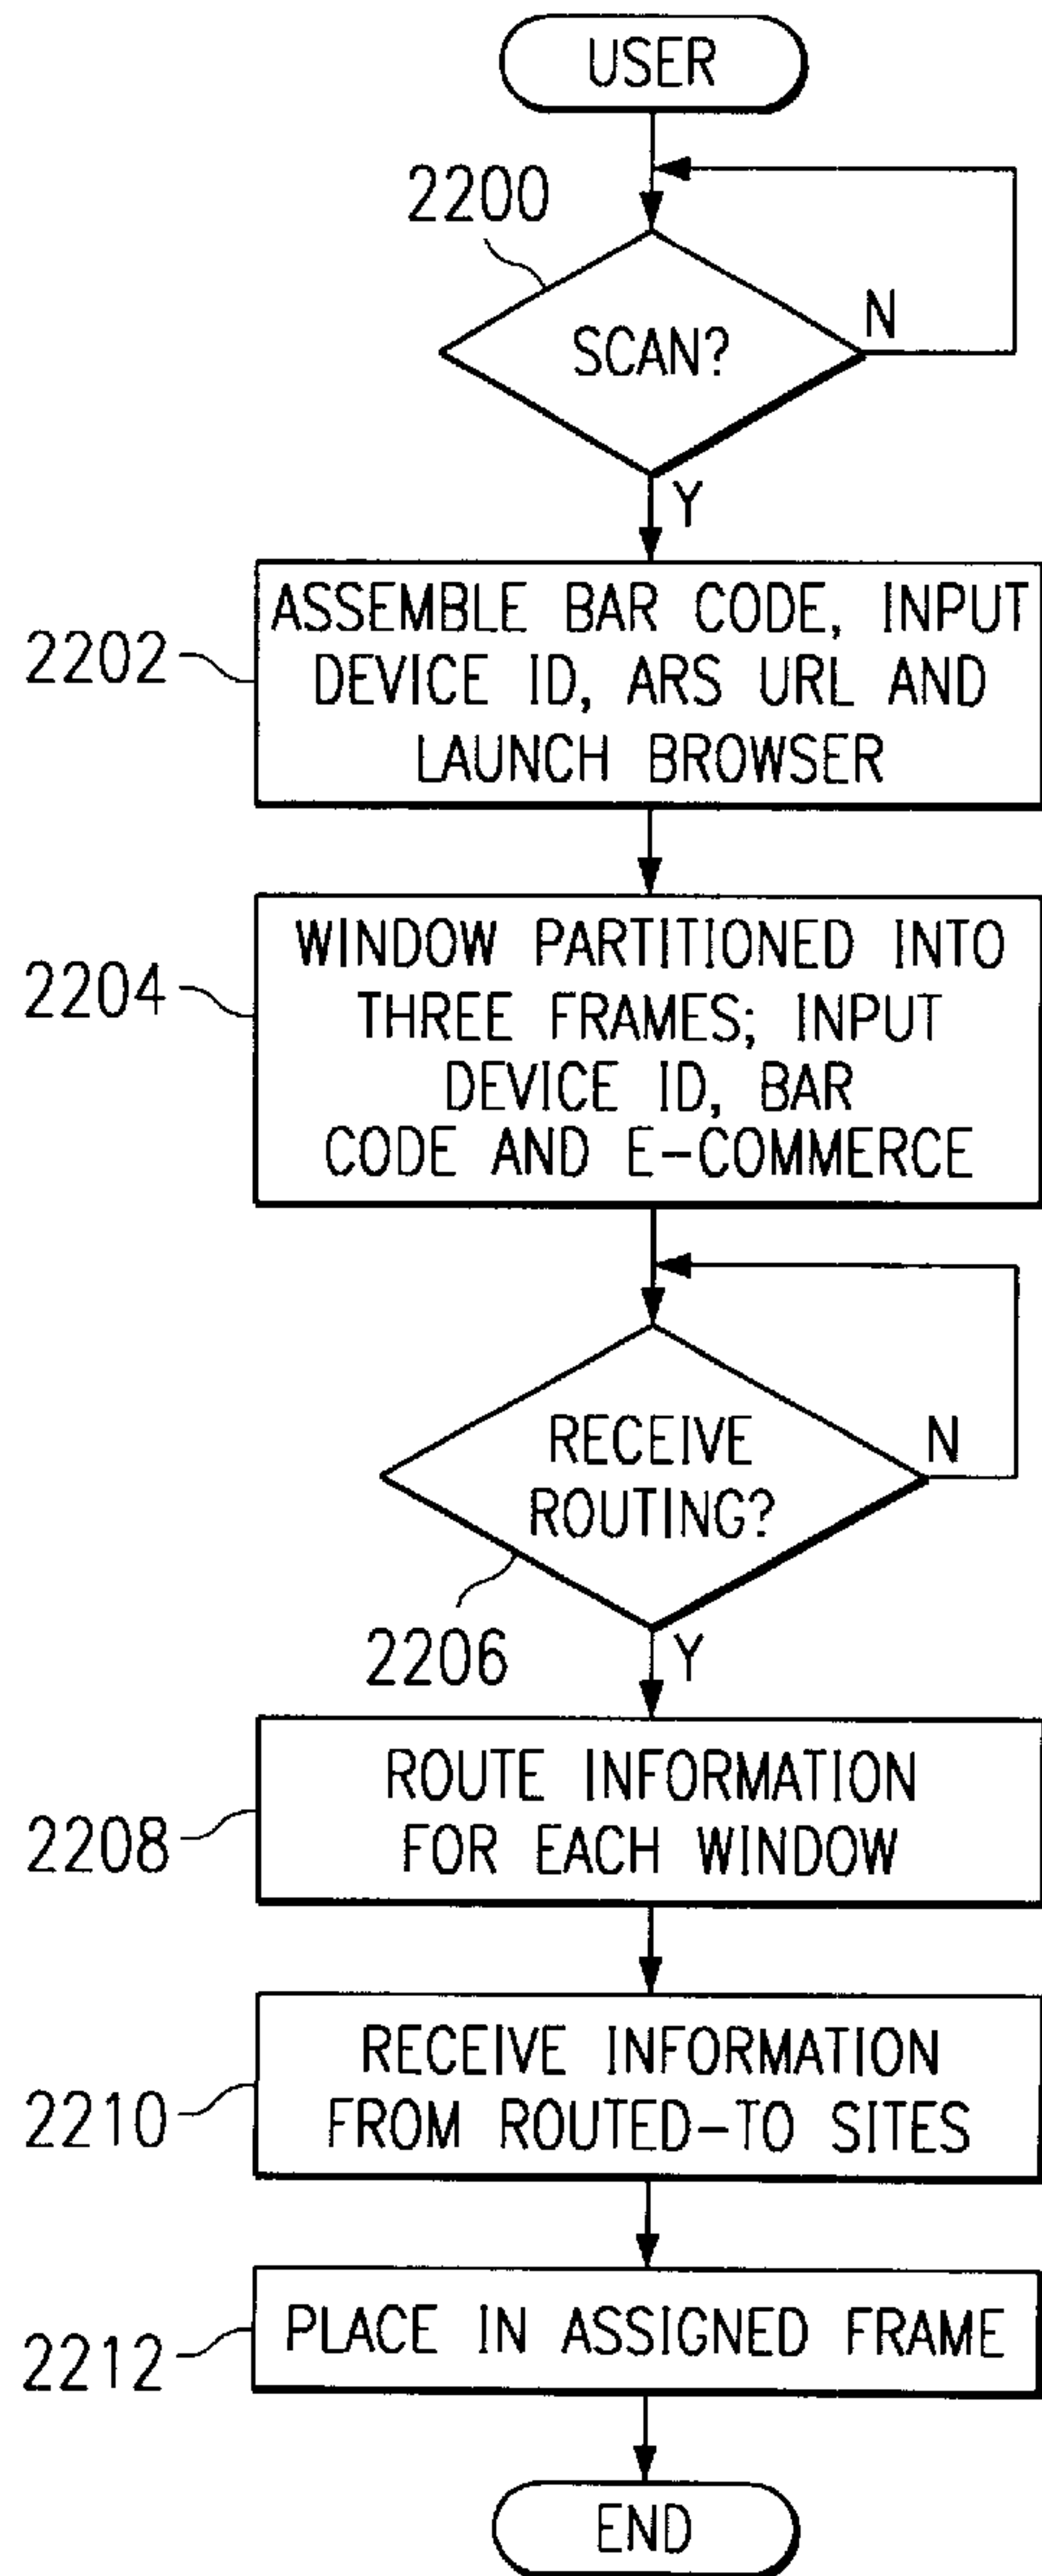 USER
2200
SCAN?
N
Y
2202
ASSEMBLE BAR CODE, INPUT
DEVICE ID, ARS URL AND
LAUNCH BROWSER
2204
WINDOW PARTITIONED INTO
THREE FRAMES; INPUT
DEVICE ID, BAR
CODE AND E-COMMERCE
RECEIVE
ROUTING?
N
2206
Y
2208
ROUTE INFORMATION
FOR EACH WINDOW
2210
RECEIVE INFORMATION
FROM ROUTED-TO SITES
2212
PLACE IN ASSIGNED FRAME
END